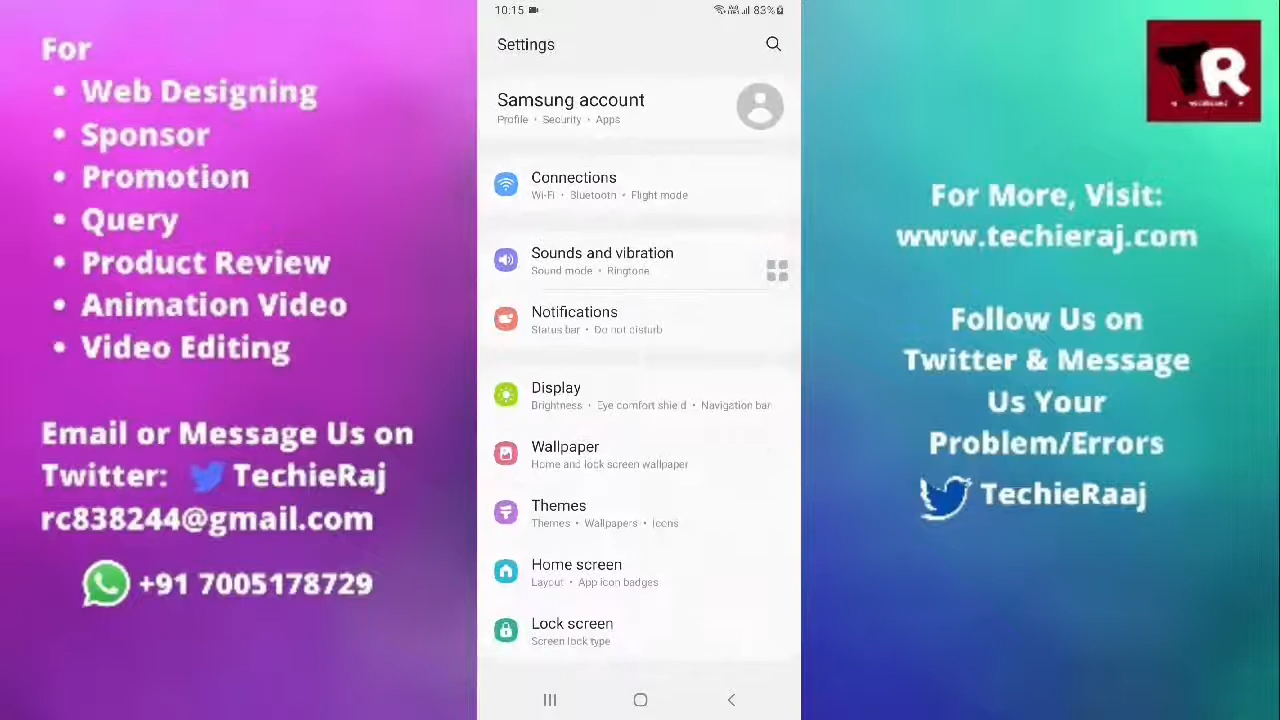 For
• Web Designing
• Sponsor
• Promotion
• Query
• Product Review
• Animation Video
• Video Editing
Email or Message Us on
Twitter: TechieRaj
rc838244@gmail.com
+91 7005178729
10:15
83%
Settings
Samsung account
Profile • Security • Apps
Connections
Wi-Fi • Bluetooth • Flight mode
Sounds and vibration
Sound mode • Ringtone
Notifications
Status bar • Do not disturb
Display
Brightness • Eye comfort shield • Navigation bar
Wallpaper
Home and lock screen wallpaper
Themes
Themes • Wallpapers • Icons
Home screen
Layout • App icon badges
Lock screen
Screen lock type
TR
For More, Visit:
www.techieraj.com
Follow Us on
Twitter & Message
Us Your
Problem/Errors
TechieRaaj